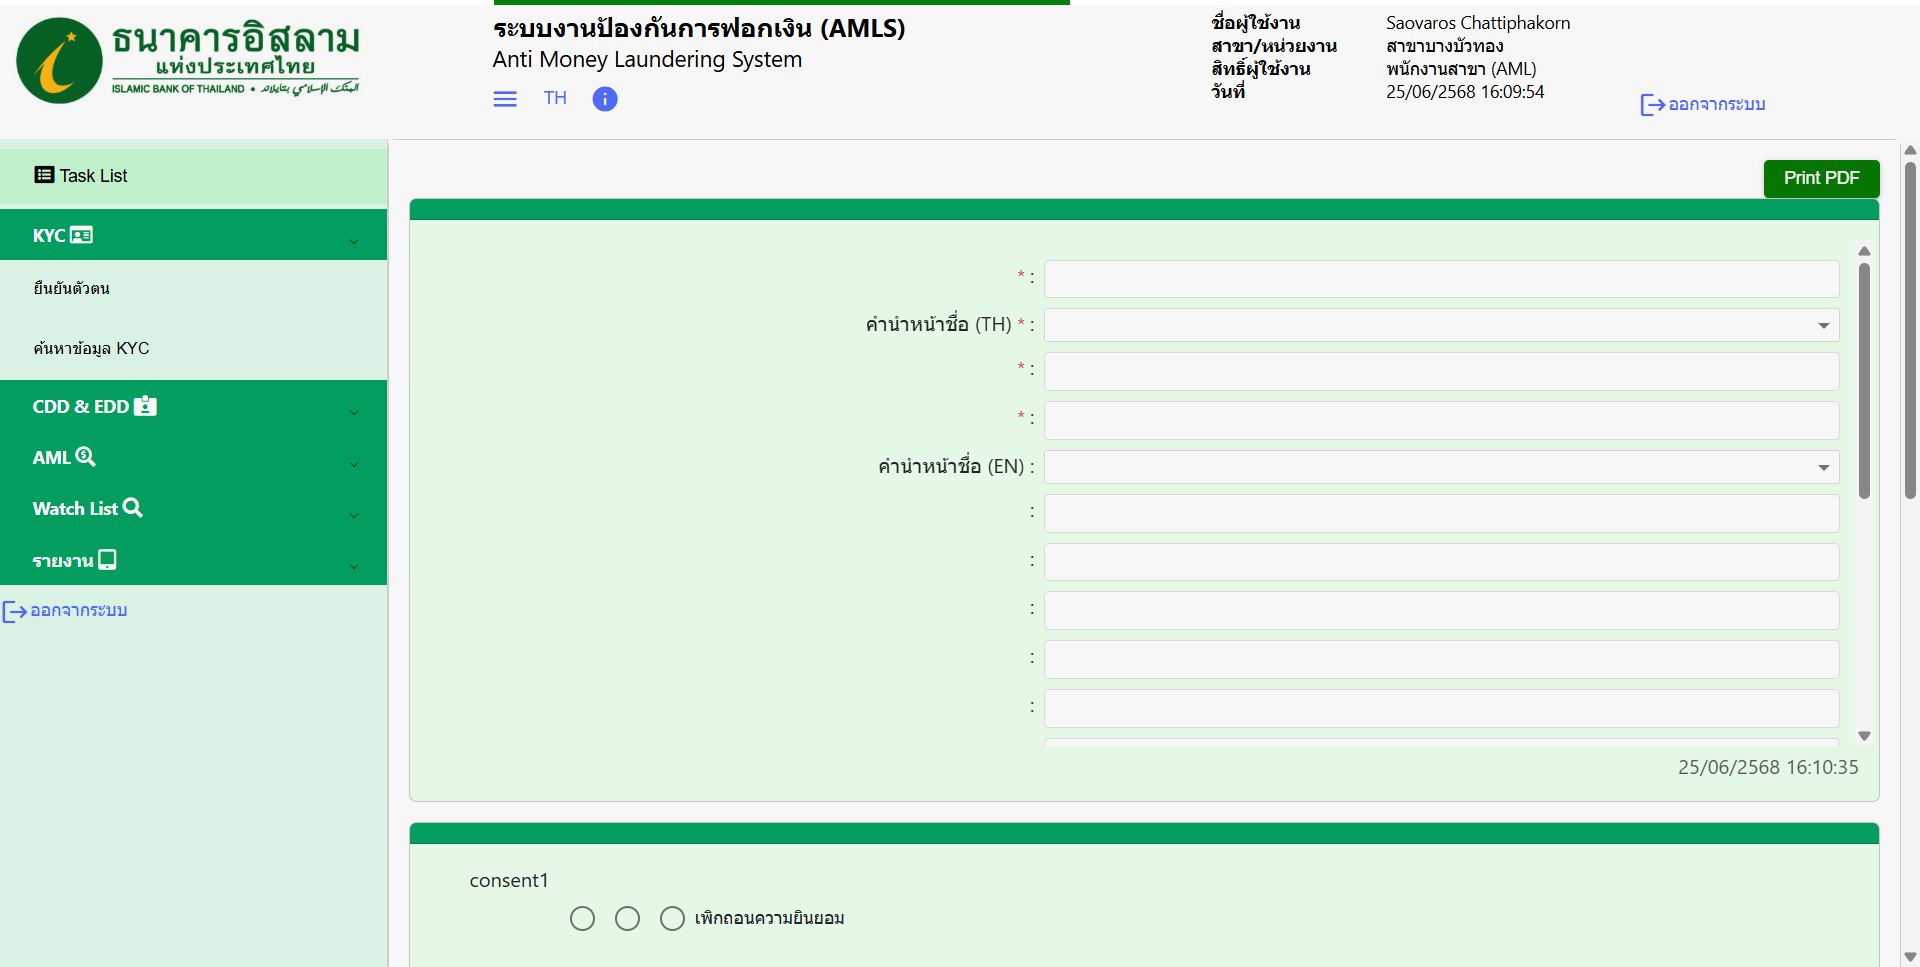 ธนาคารอิสลาม
แห่งประเทศไทย
ISLAMIC BANK OF THAILAND •
ระบบงานป้องกันการฟอกเงิน (AMLS)
Anti Money Laundering System
TH
ชื่อผู้ใช้งาน Saovaros Chattiphakorn
สาขา/หน่วยงาน สาขาบางบัวทอง
สิทธิ์ผู้ใช้งาน พนักงานสาขา (AML)
วันที่ 25/06/2568 16:09:54
ออกจากระบบ
Task List
KYC
ยืนยันตัวตน
ค้นหาข้อมูล KYC
CDD & EDD
AML
Watch List
รายงาน
ออกจากระบบ
Print PDF
* :
คำนำหน้าชื่อ (TH) * :
* :
* :
คำนำหน้าชื่อ (EN) :
:
:
:
:
:
25/06/2568 16:10:35
consent1
เพิกถอนความยินยอม